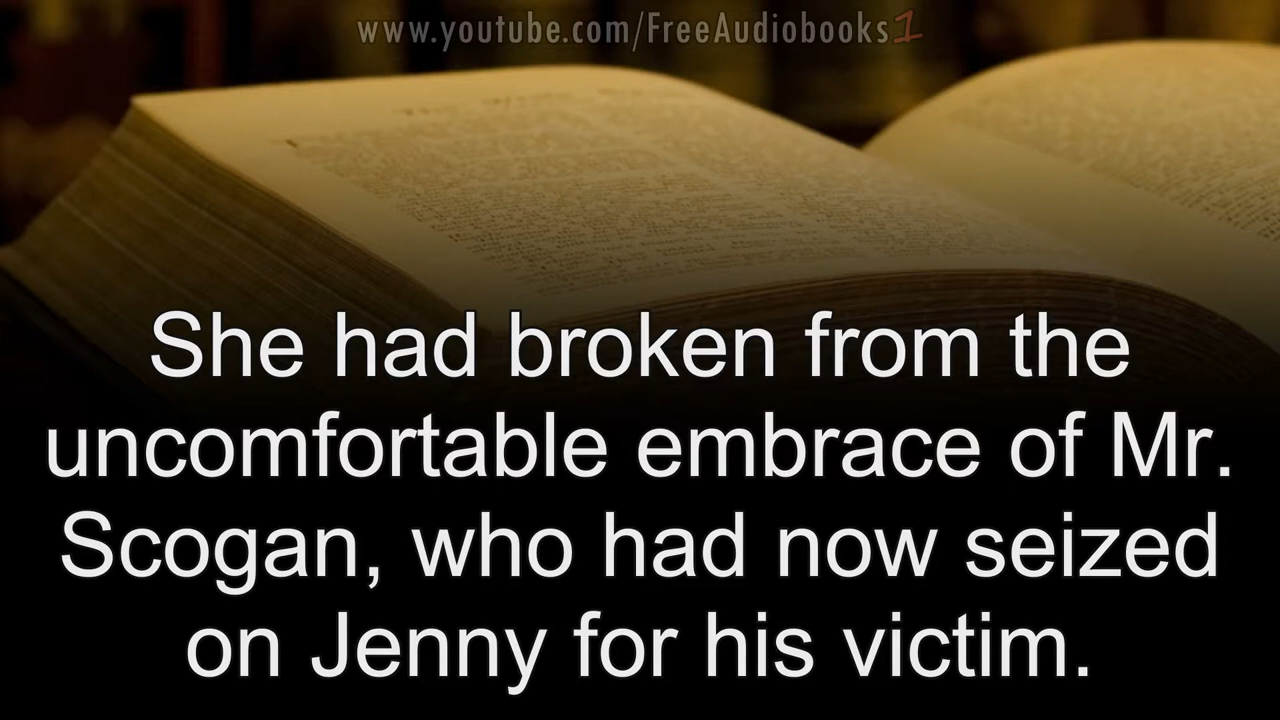 www.youtube.com/FreeAudiobooks1
She had broken from the
uncomfortable embrace of Mr.
Scogan, who had now seized
on Jenny for his victim.